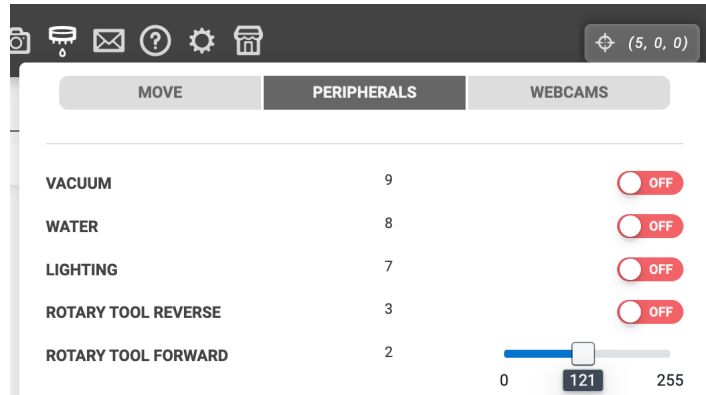 (5, 0, 0)
MOVE PERIPHERALS WEBCAMS
VACUUM 9 OFF
WATER 8 OFF
LIGHTING 7 OFF
ROTARY TOOL REVERSE 3 OFF
ROTARY TOOL FORWARD 2
0 121 255